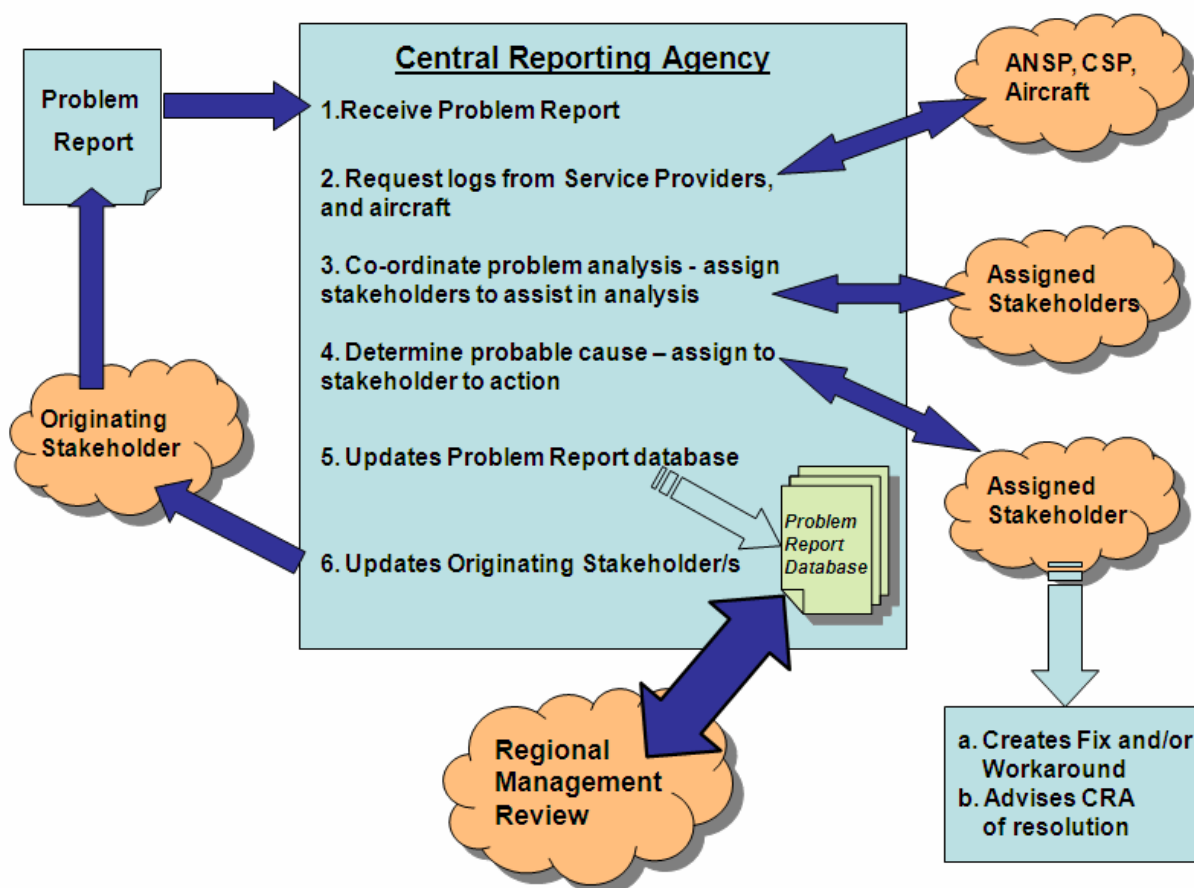 Problem
Report
Central Reporting Agency
1.Receive Problem Report
2. Request logs from Service Providers,
and aircraft
3. Co-ordinate problem analysis - assign
stakeholders to assist in analysis
4. Determine probable cause – assign to
stakeholder to action
5. Updates Problem Report database
6. Updates Originating Stakeholder/s
Problem
Report
Database
ANSP, CSP,
Aircraft
Assigned
Stakeholders
Assigned
Stakeholder
Originating
Stakeholder
Regional
Management
Review
a. Creates Fix and/or
Workaround
b. Advises CRA
of resolution